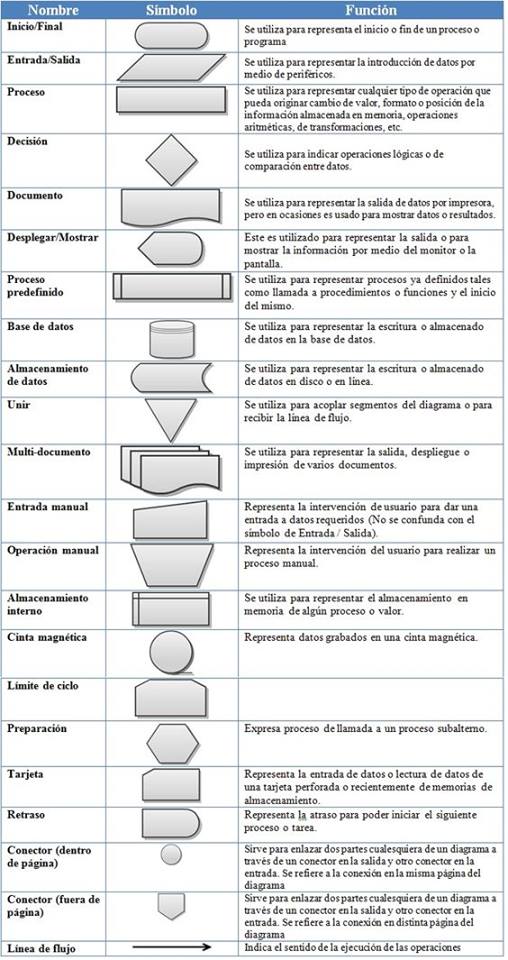 Nombre Símbolo Función
Inicio/Final
Se utiliza para representa el inicio o fin de un proceso o
programa
Entrada/Salida
Se utiliza para representar la introducción de datos por
medio de periféricos.
Proceso
Se utiliza para representar cualquier tipo de operación que
pueda originar cambio de valor, formato o posición de la
información almacenada en memoria, operaciones
aritméticas, de transformaciones, etc.
Decisión
Se utiliza para indicar operaciones lógicas o de
comparación entre datos.
Documento
Se utiliza para representar la salida de datos por impresora,
pero en ocasiones es usado para mostrar datos o resultados.
Desplegar/Mostrar
Este es utilizado para representar la salida o para
mostrar la información por medio del monitor o la
pantalla.
Proceso
predefinido
Se utiliza para representar procesos ya definidos tales
como llamada a procedimientos o funciones y el inicio
del mismo.
Base de datos
Se utiliza para representar la escritura o almacenado
de datos en la base de datos.
Almacenamiento
de datos
Se utiliza para representar la escritura o almacenado
de datos en disco o en línea.
Unir
Se utiliza para acoplar segmentos del diagrama o para
recibir la línea de flujo.
Multi-documento
Se utiliza para representar la salida, despliegue o
impresión de varios documentos.
Entrada manual
Representa la intervención de usuario para dar una
entrada a datos requeridos (No se confunda con el
símbolo de Entrada / Salida).
Operación manual
Representa la intervención del usuario para realizar un
proceso manual.
Almacenamiento
interno
Se utiliza para representar el almacenamiento en
memoria de algún proceso o valor.
Cinta magnética
Representa datos grabados en una cinta magnética.
Límite de ciclo
Preparación
Expresa proceso de llamada a un proceso subalterno.
Tarjeta
Representa la entrada de datos o lectura de datos de
una tarjeta perforada o recientemente de memorias de
almacenamiento.
Retraso
Representa la atraso para poder iniciar el siguiente
proceso o tarea.
Conector (dentro
de página)
Sirve para enlazar dos partes cualesquiera de un diagrama a
través de un conector en la salida y otro conector en la
entrada. Se refiere a la conexión en la misma página del
diagrama
Conector (fuera de
página)
Sirve para enlazar dos partes cualesquiera de un diagrama a
través de un conector en la salida y otro conector en la
entrada. Se refiere a la conexión en distinta página del
diagrama
Línea de flujo
Indica el sentido de la ejecución de las operaciones